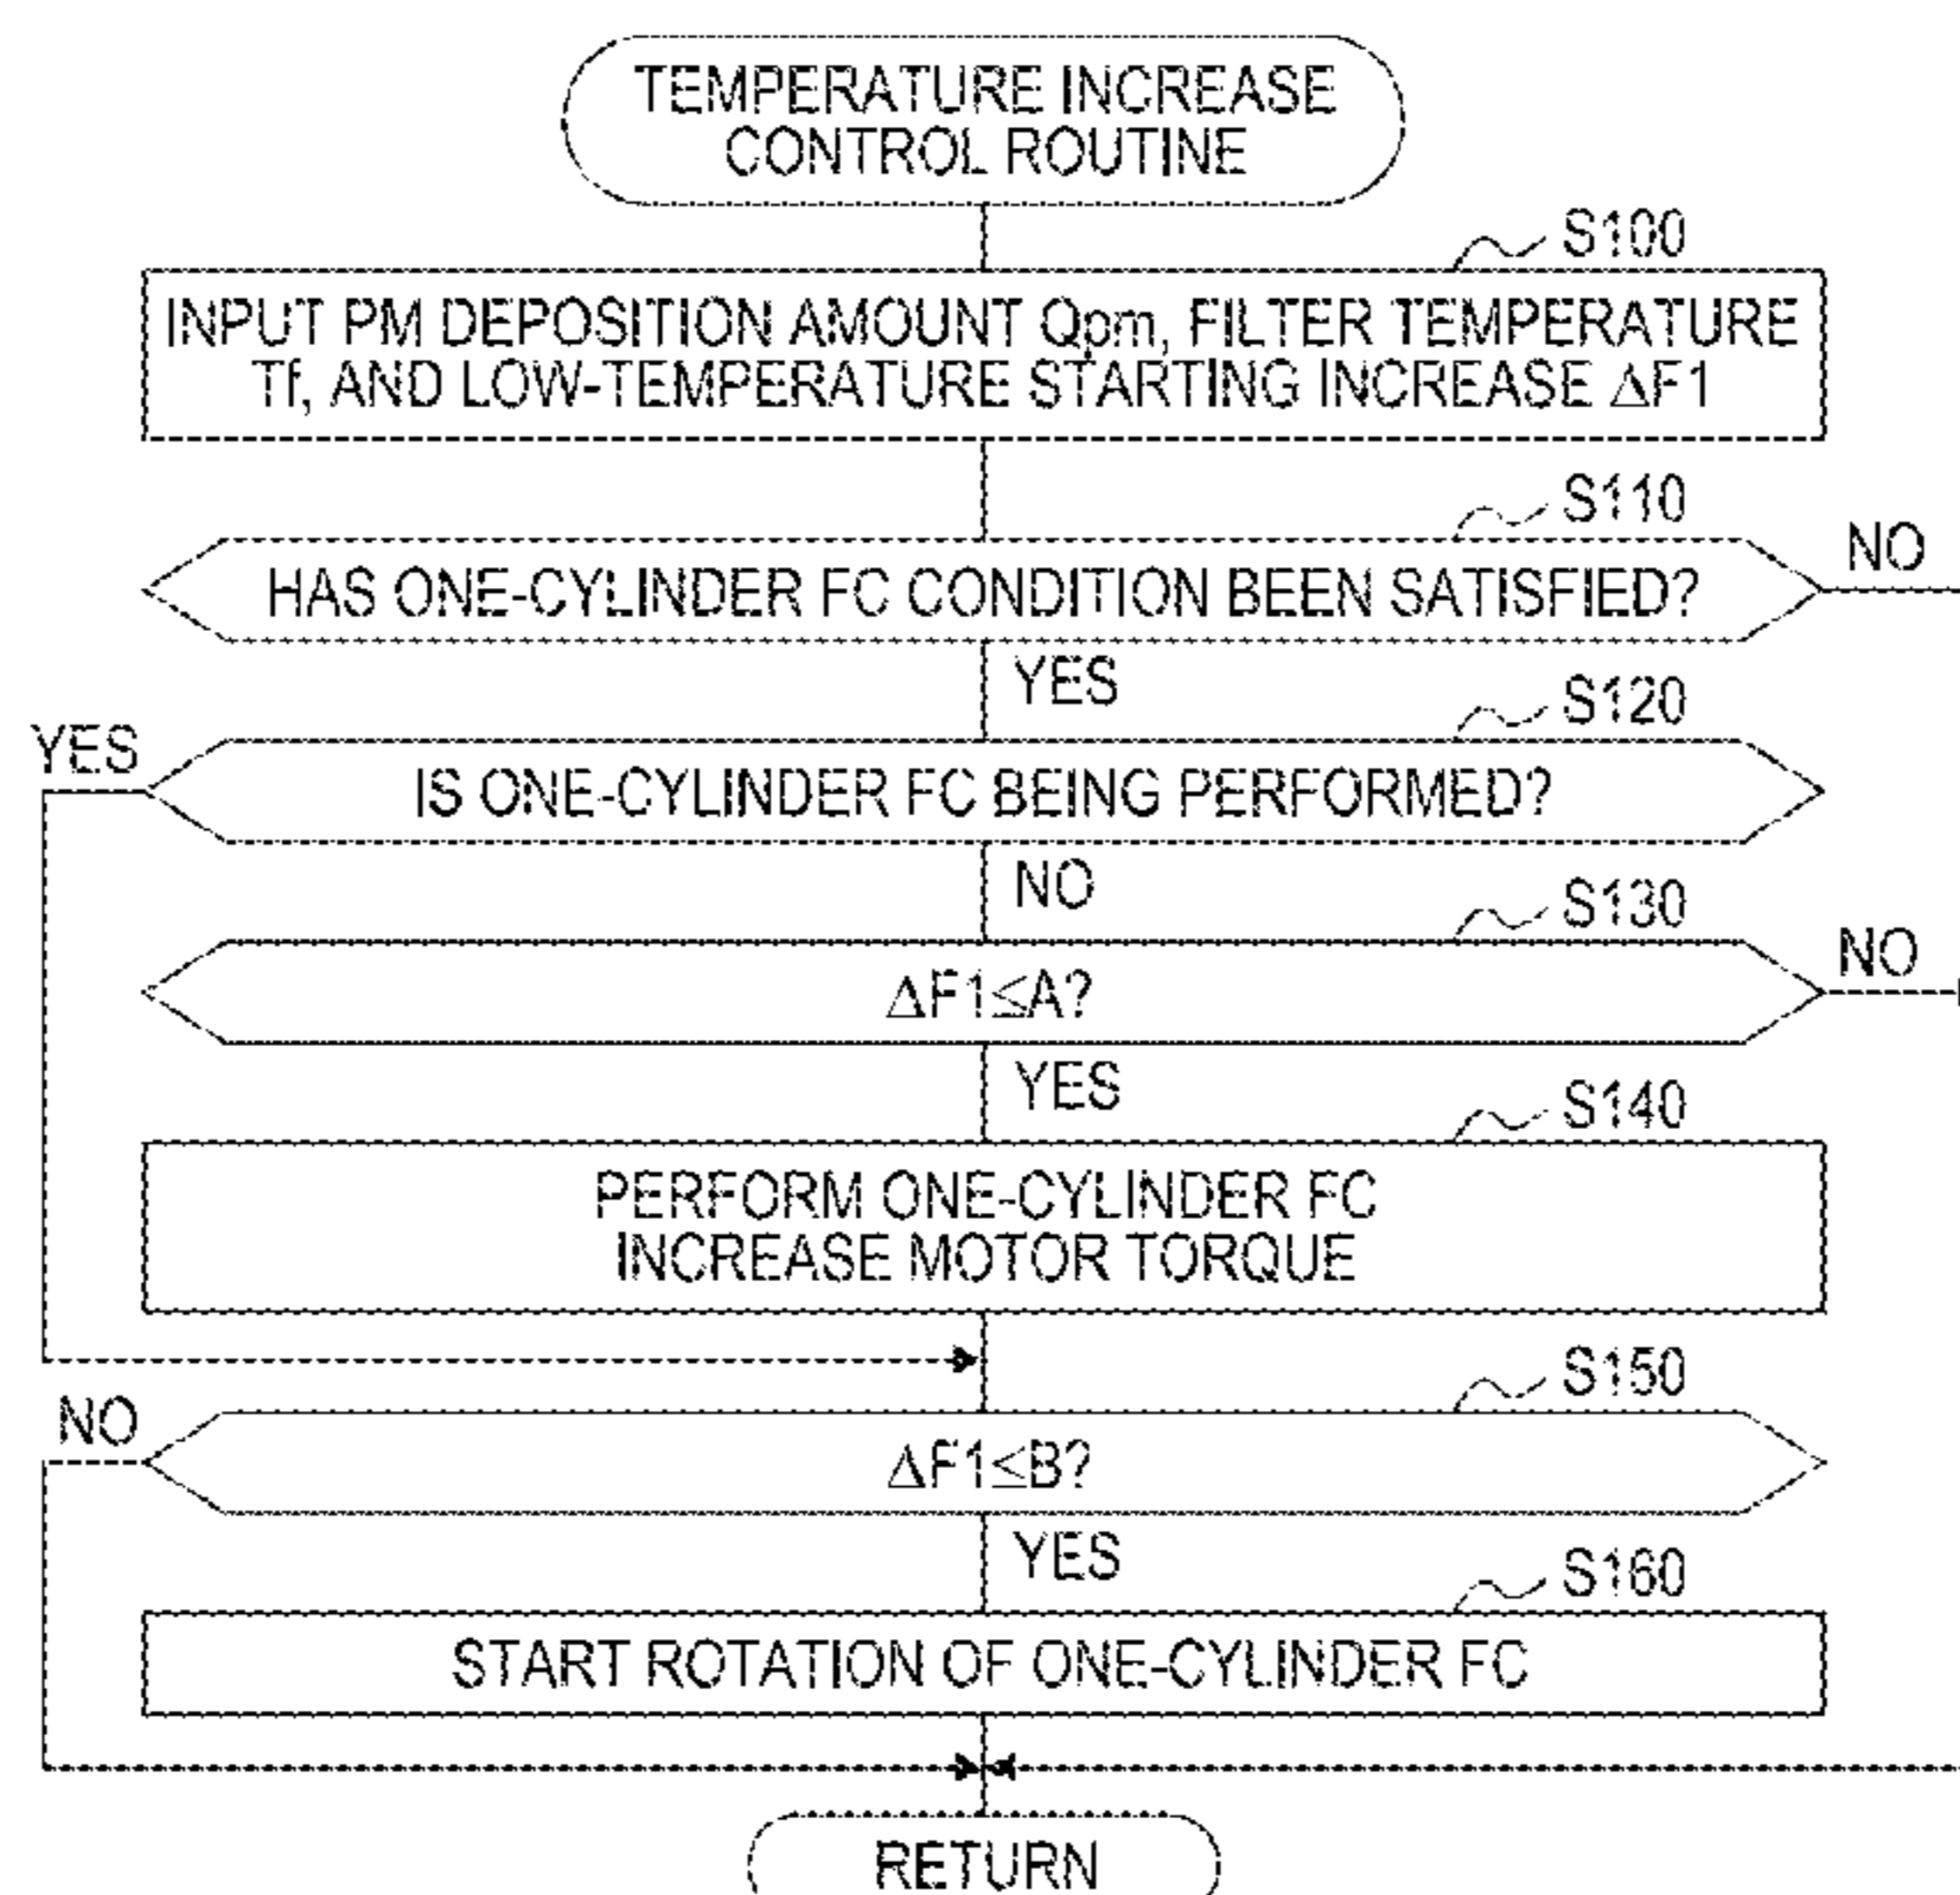 TEMPERATURE INCREASE
CONTROL ROUTINE
S100
INPUT PM DEPOSITION AMOUNT Qpm, FILTER TEMPERATURE
Tf, AND LOW-TEMPERATURE STARTING INCREASE ΔF1
S110
NO
HAS ONE-CYLINDER FC CONDITION BEEN SATISFIED?
YES
S120
YES
IS ONE-CYLINDER FC BEING PERFORMED?
NO
S130
NO
ΔF1≤A?
YES
S140
PERFORM ONE-CYLINDER FC
INCREASE MOTOR TORQUE
S150
NO
ΔF1≤B?
YES
S160
START ROTATION OF ONE-CYLINDER FC
RETURN